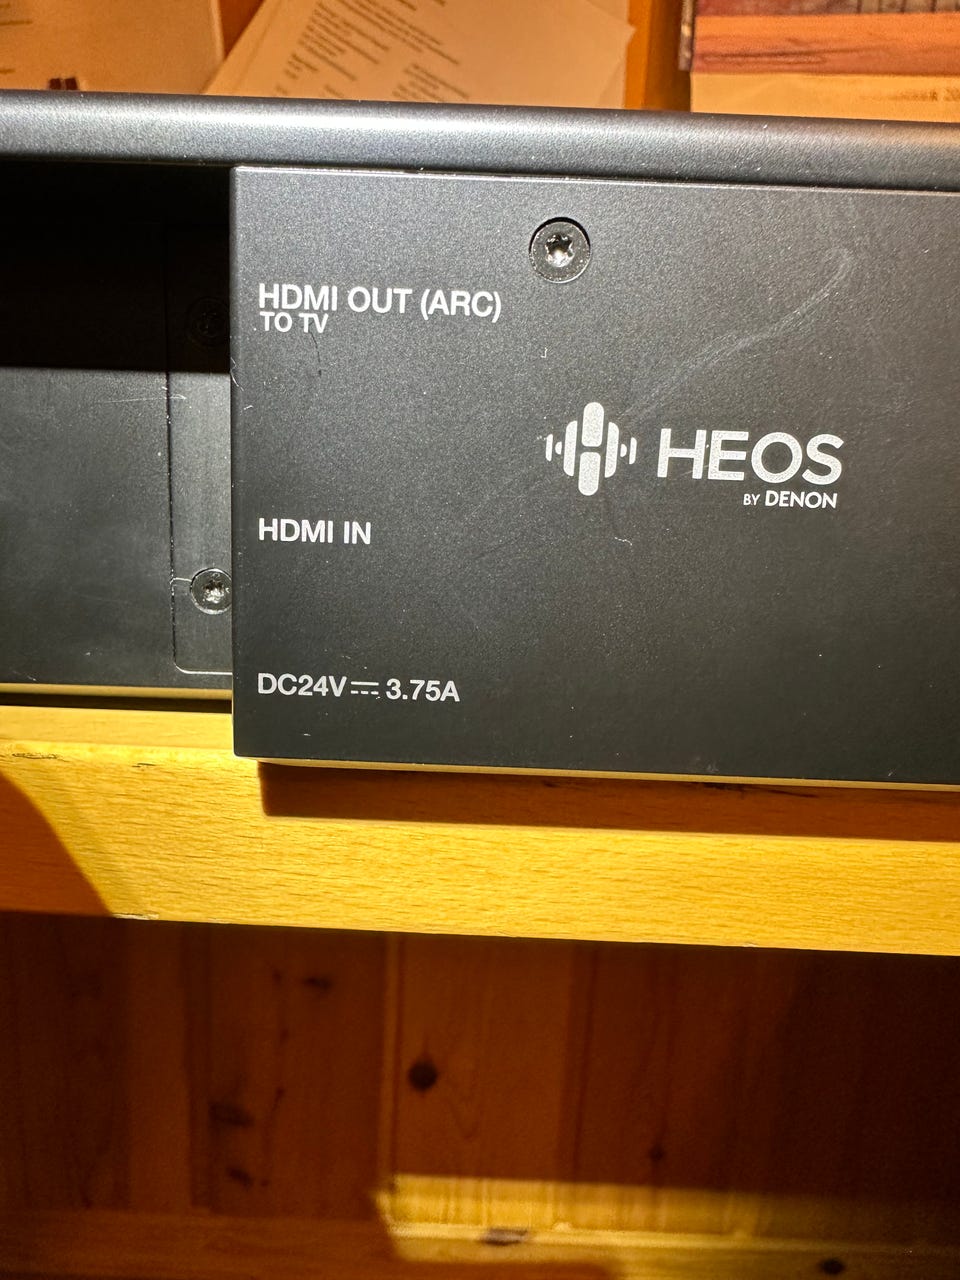 HDMI OUT (ARC)
TO TV
HEOS
BY DENON
HDMI IN
DC24V⎓3.75A